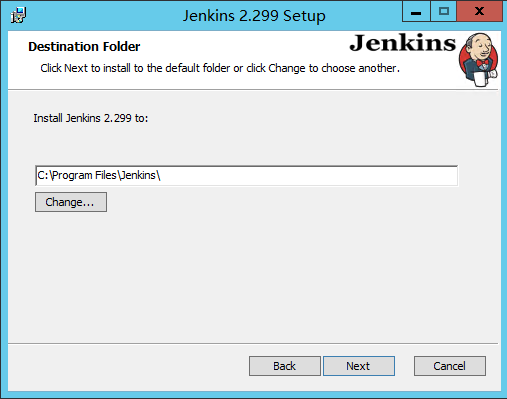 Jenkins 2.299 Setup
Destination Folder
Click Next to install to the default folder or click Change to choose another.
Jenkins
Install Jenkins 2.299 to:
C:\Program Files\Jenkins\
Change...
Back
Next
Cancel